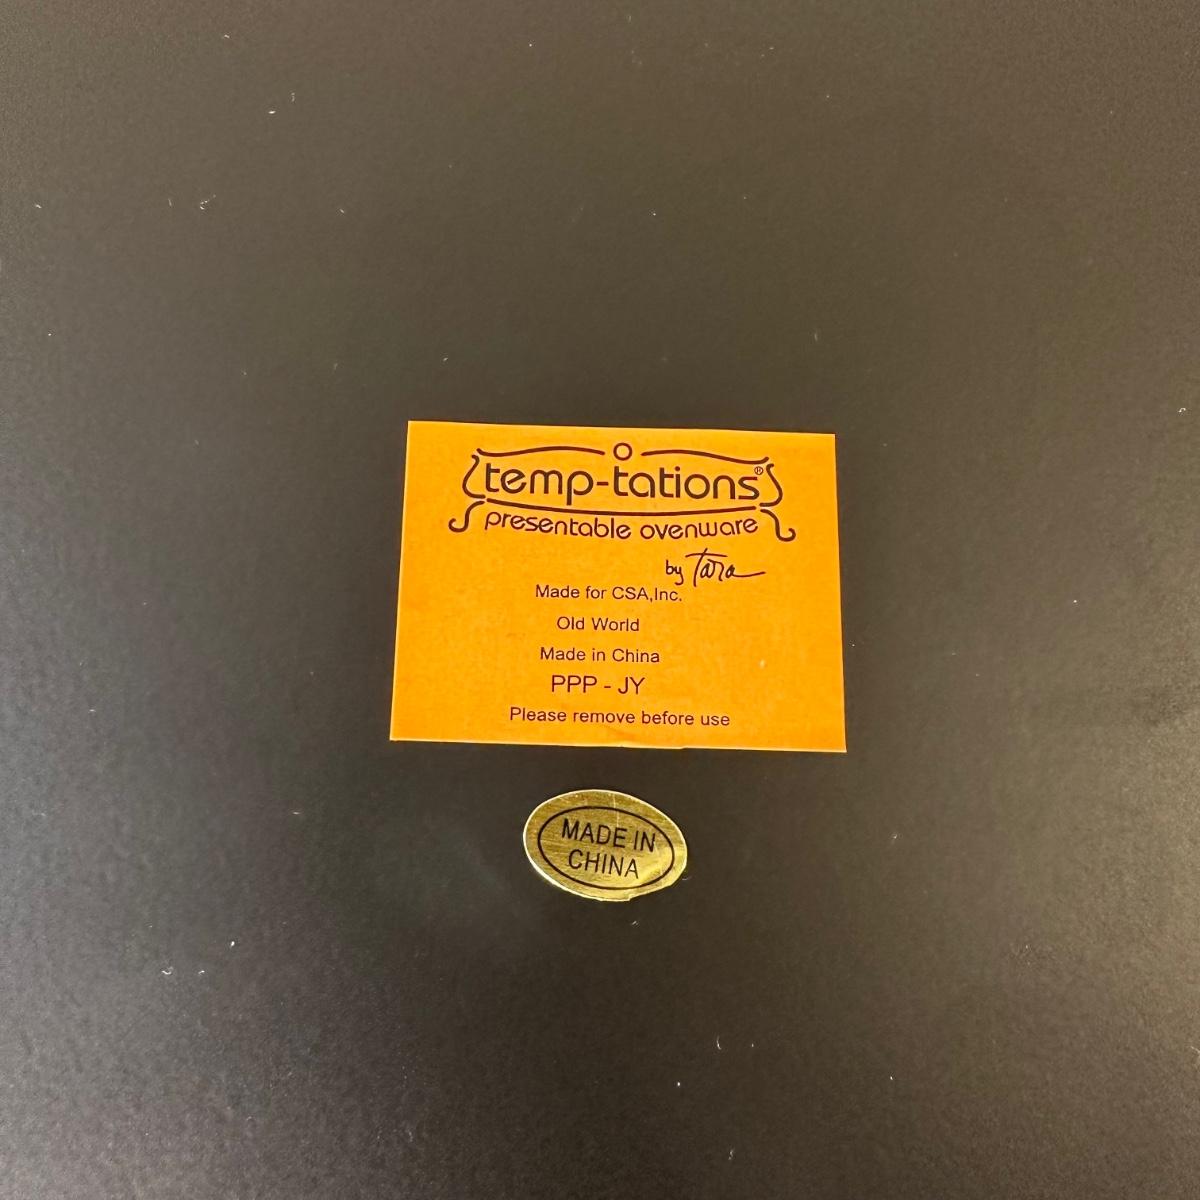 temp-tations®
presentable ovenware
by Tara
Made for CSA,Inc.
Old World
Made in China
PPP - JY
Please remove before use
MADE IN
CHINA